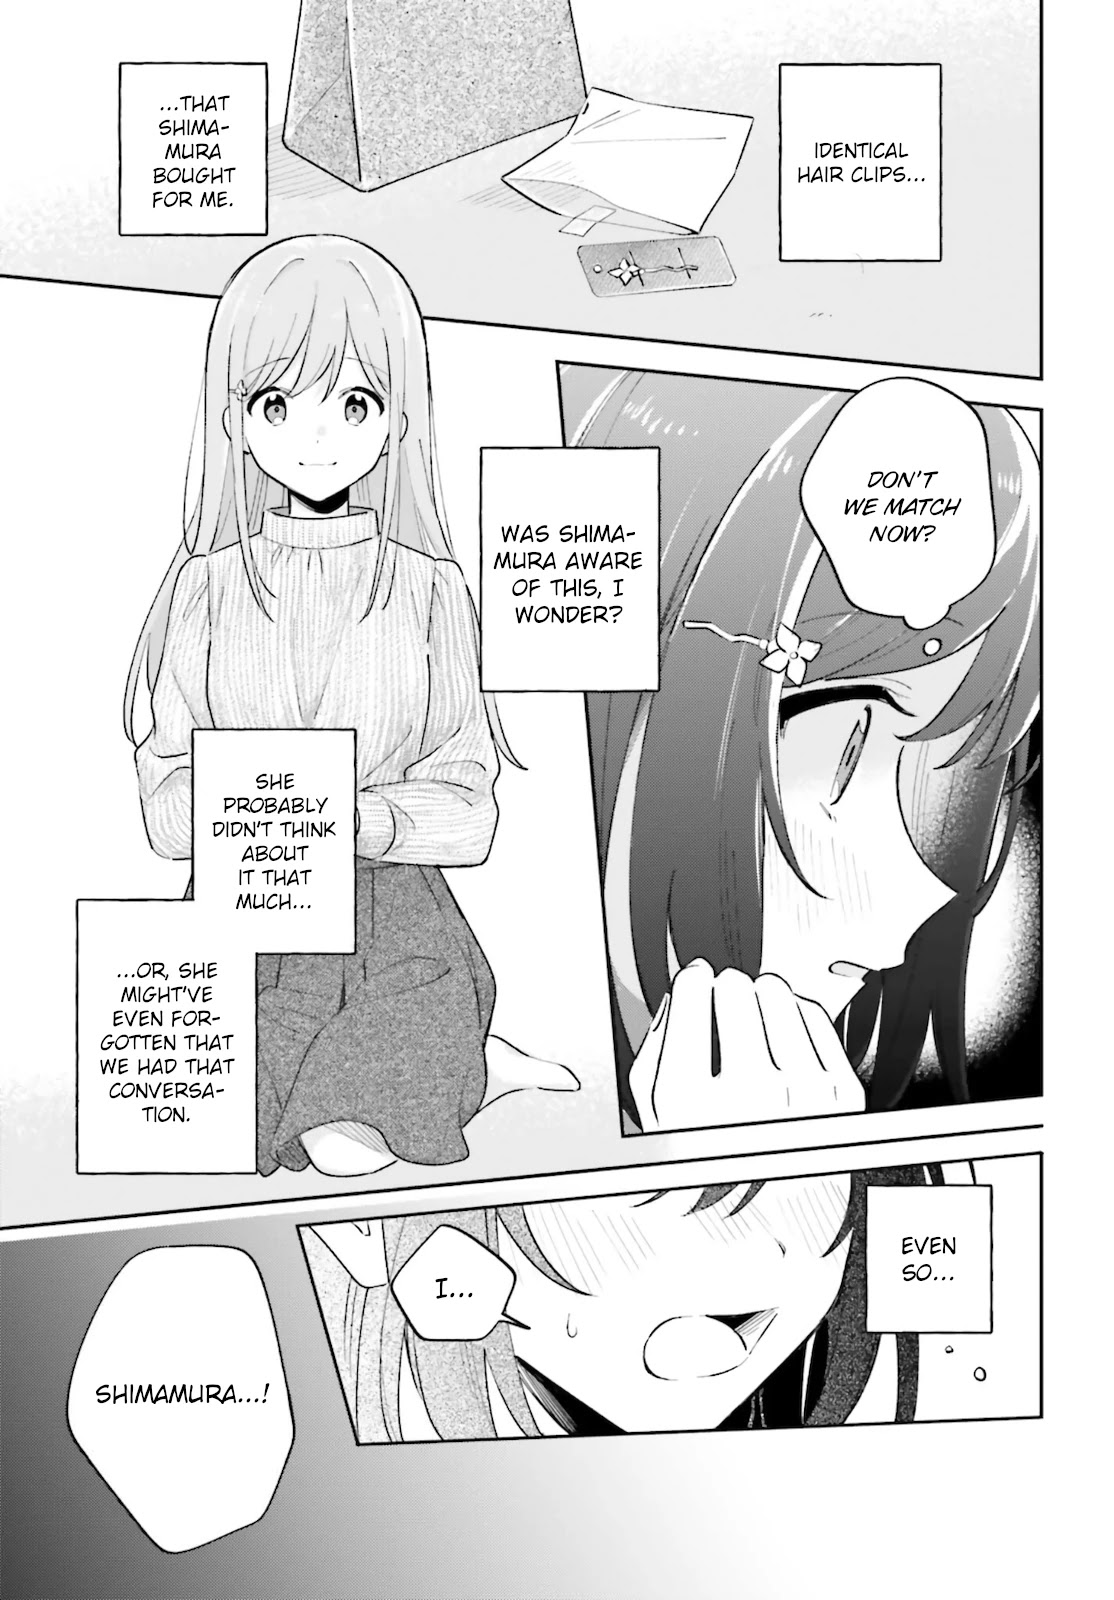 IDENTICAL
HAIR CLIPS...
...THAT
SHIMA-
MURA
BOUGHT
FOR ME.
DON'T
WE MATCH
NOW?
WAS SHIMA-
MURA AWARE
OF THIS, I
WONDER?
SHE
PROBABLY
DIDN'T THINK
ABOUT
IT THAT
MUCH...
...OR, SHE
MIGHT'VE
EVEN FOR-
GOTTEN THAT
WE HAD THAT
CONVERSA-
TION.
EVEN
SO...
I...
SHIMAMURA...!